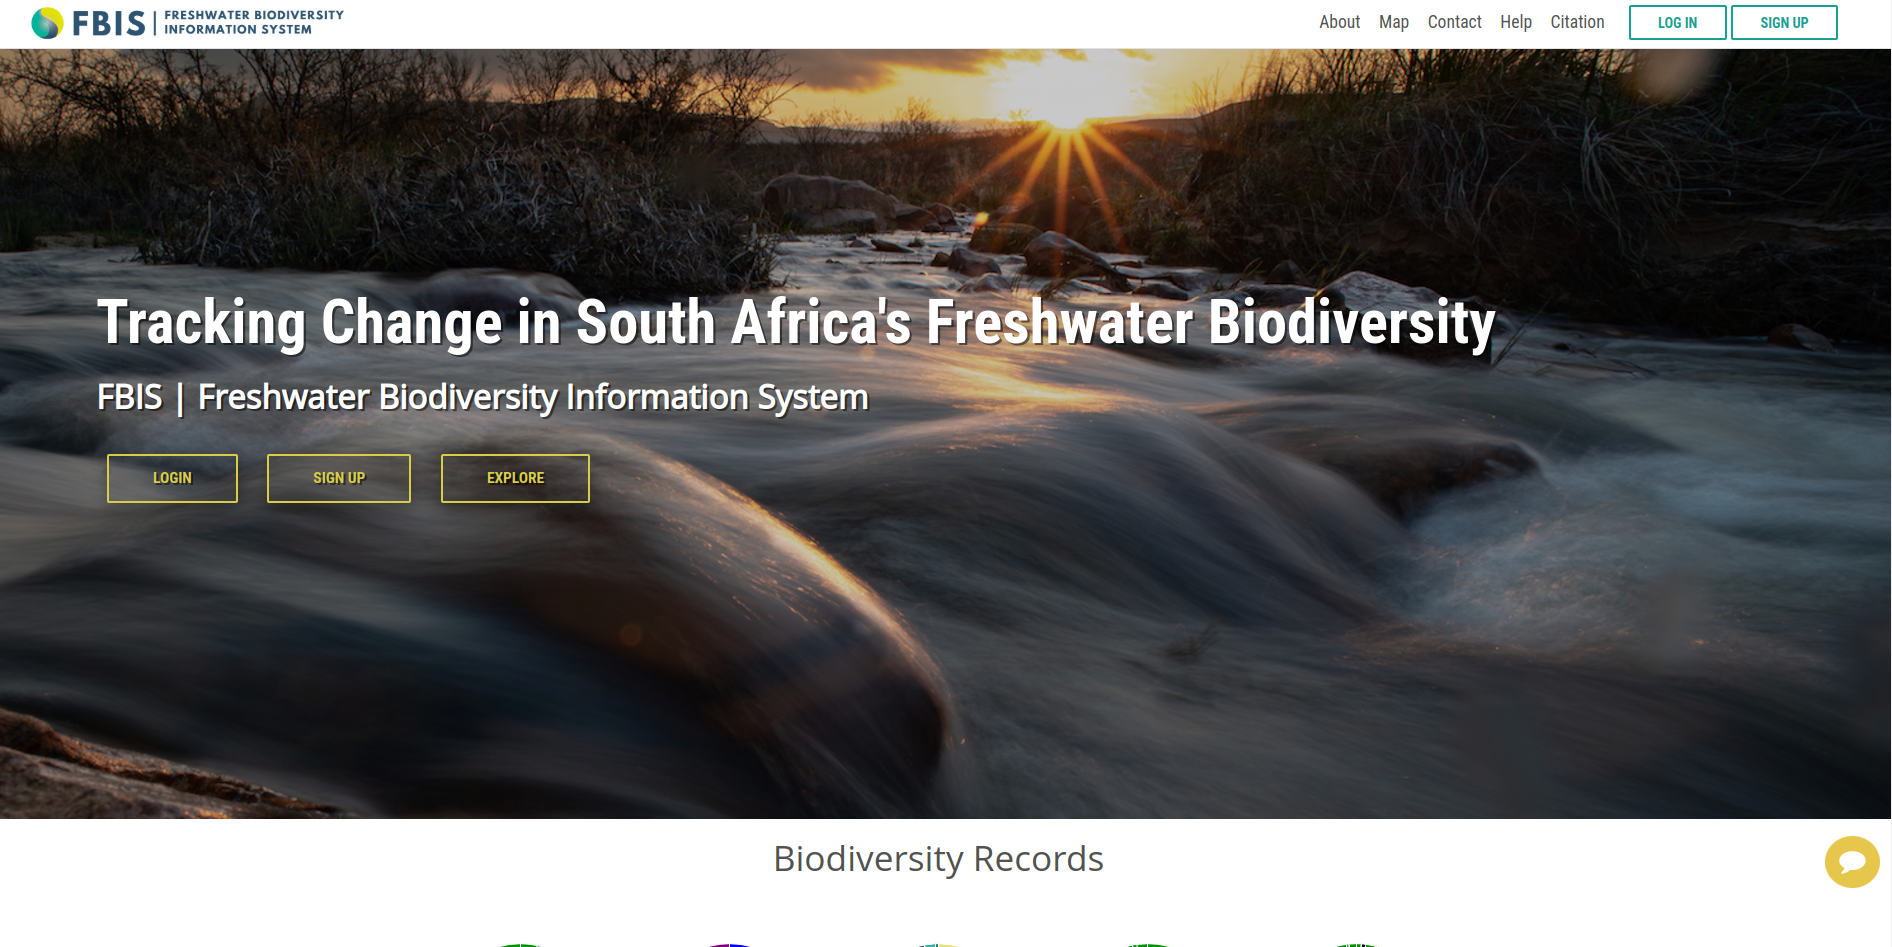 FBIS
FRESHWATER BIODIVERSITY
INFORMATION SYSTEM
About
Map
Contact
Help
Citation
LOG IN
SIGN UP
Tracking Change in South Africa's Freshwater Biodiversity
FBIS | Freshwater Biodiversity Information System
LOGIN
SIGN UP
EXPLORE
Biodiversity Records